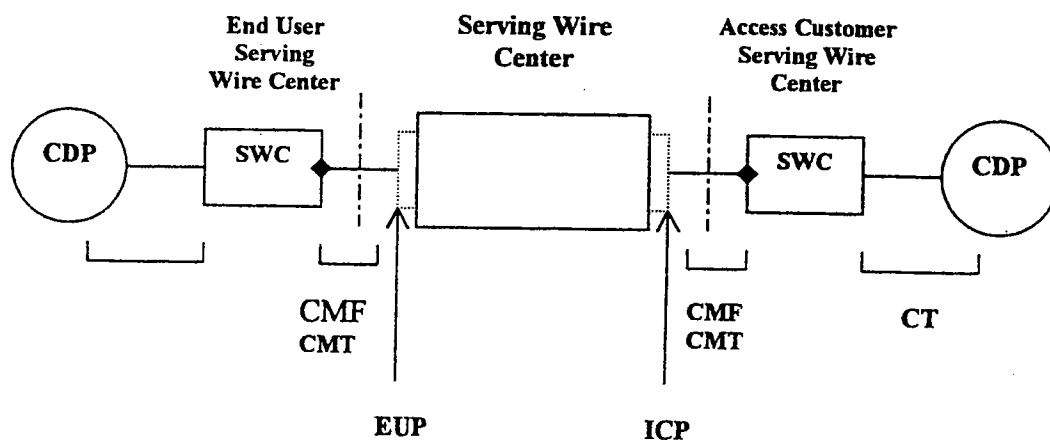 End User
Serving
Wire Center
Serving Wire
Center
Access Customer
Serving Wire
Center
CDP
SWC
SWC
CDP
CMF
CMT
CMF
CMT
CT
EUP
ICP